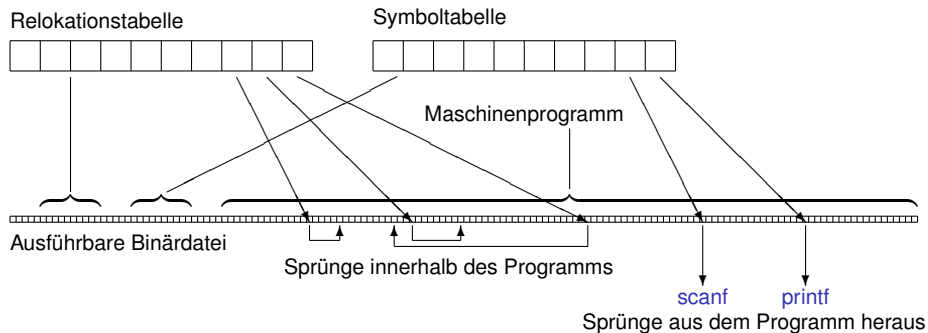 Relokationstabelle
Symboltabelle
Maschinenprogramm
Ausführbare Binärdatei
Sprünge innerhalb des Programms
scanf
printf
Sprünge aus dem Programm heraus